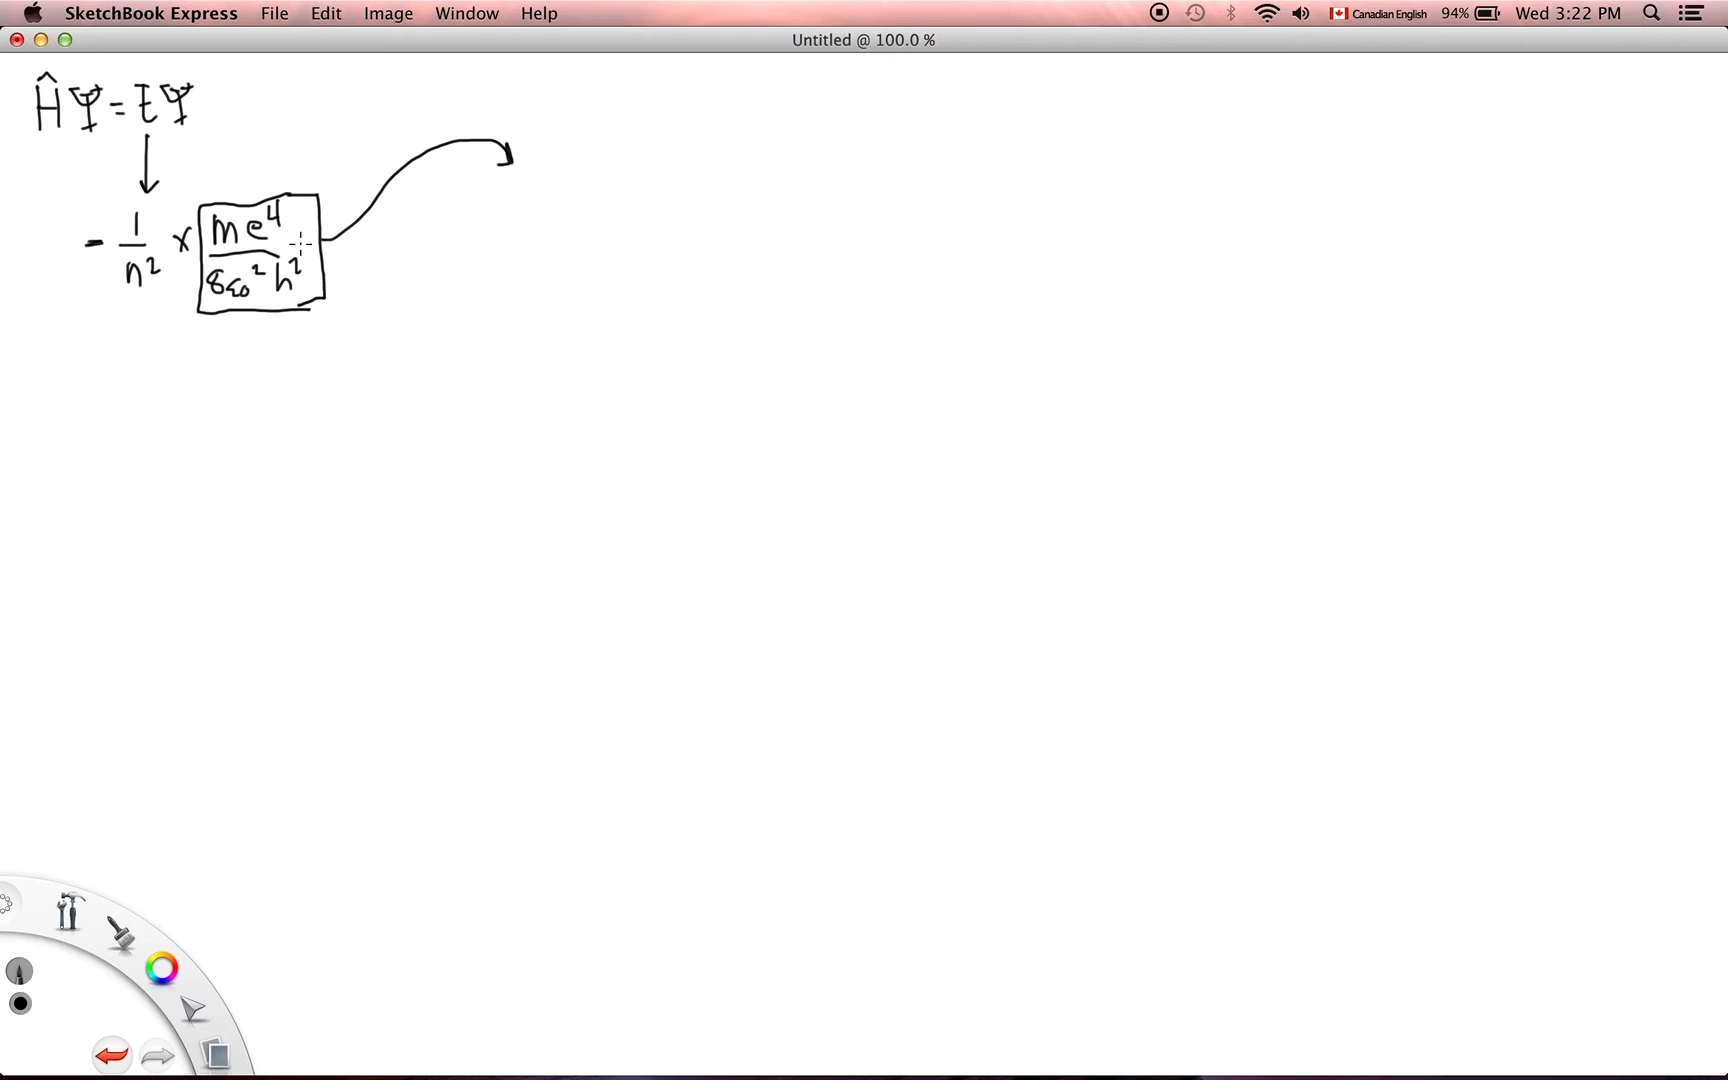 SketchBook Express File Edit Image Window Help Canadian English 94% Wed 3:22 PM
Untitled @ 100.0 %
ĤΨ = EΨ
- 1/n² × me⁴/8ε₀²h²